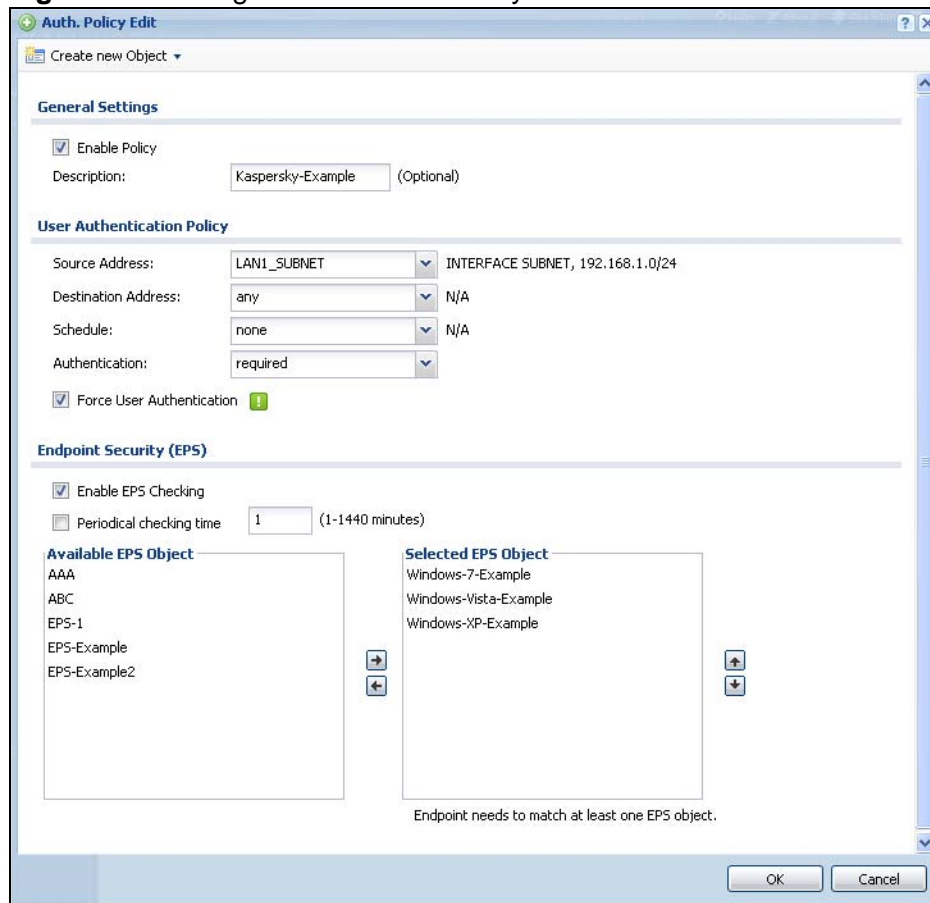 Auth. Policy Edit
Create new Object
General Settings
Enable Policy
Description: Kaspersky-Example (Optional)
User Authentication Policy
Source Address: LAN1_SUBNET INTERFACE SUBNET, 192.168.1.0/24
Destination Address: any N/A
Schedule: none N/A
Authentication: required
Force User Authentication
Endpoint Security (EPS)
Enable EPS Checking
Periodical checking time 1 (1-1440 minutes)
Available EPS Object
AAA
ABC
EPS-1
EPS-Example
EPS-Example2
Selected EPS Object
Windows-7-Example
Windows-Vista-Example
Windows-XP-Example
Endpoint needs to match at least one EPS object.
OK Cancel